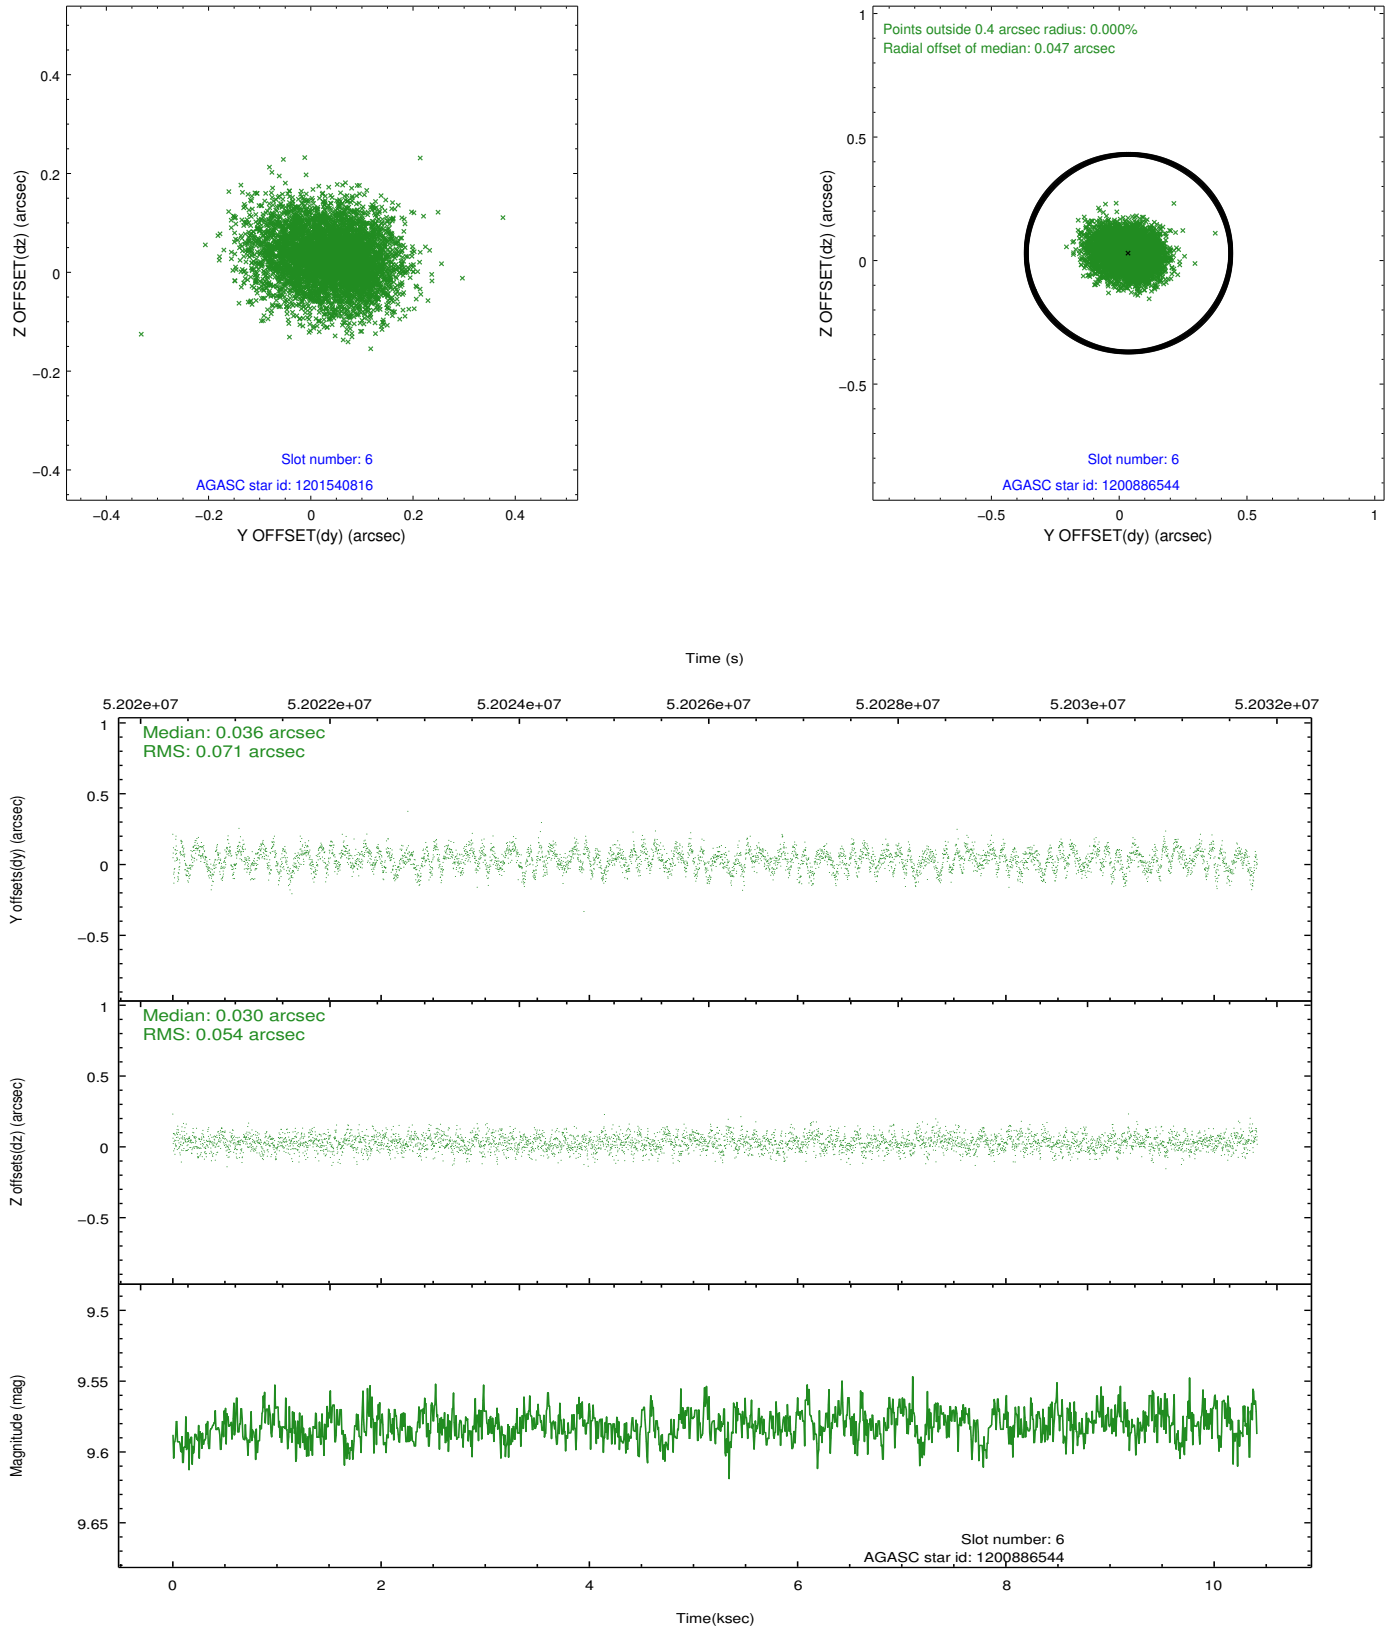 0.4
0.2
0
−0.2
−0.4
Z OFFSET(dz) (arcsec)
Slot number: 6
AGASC star id: 1201540816
−0.4
−0.2
0
0.2
0.4
Y OFFSET(dy) (arcsec)
1
0.5
0
−0.5
Z OFFSET(dz) (arcsec)
Points outside 0.4 arcsec radius: 0.000%
Radial offset of median: 0.047 arcsec
Slot number: 6
AGASC star id: 1200886544
−0.5
0
0.5
1
Y OFFSET(dy) (arcsec)
Time (s)
5.202e+07
5.2022e+07
5.2024e+07
5.2026e+07
5.2028e+07
5.203e+07
5.2032e+07
Median: 0.036 arcsec
RMS: 0.071 arcsec
1
0.5
0
−0.5
Y offsets(dy) (arcsec)
Median: 0.030 arcsec
RMS: 0.054 arcsec
1
0.5
0
−0.5
Z offsets(dz) (arcsec)
9.5
9.55
9.6
9.65
Magnitude (mag)
Slot number: 6
AGASC star id: 1200886544
0
2
4
6
8
10
Time(ksec)